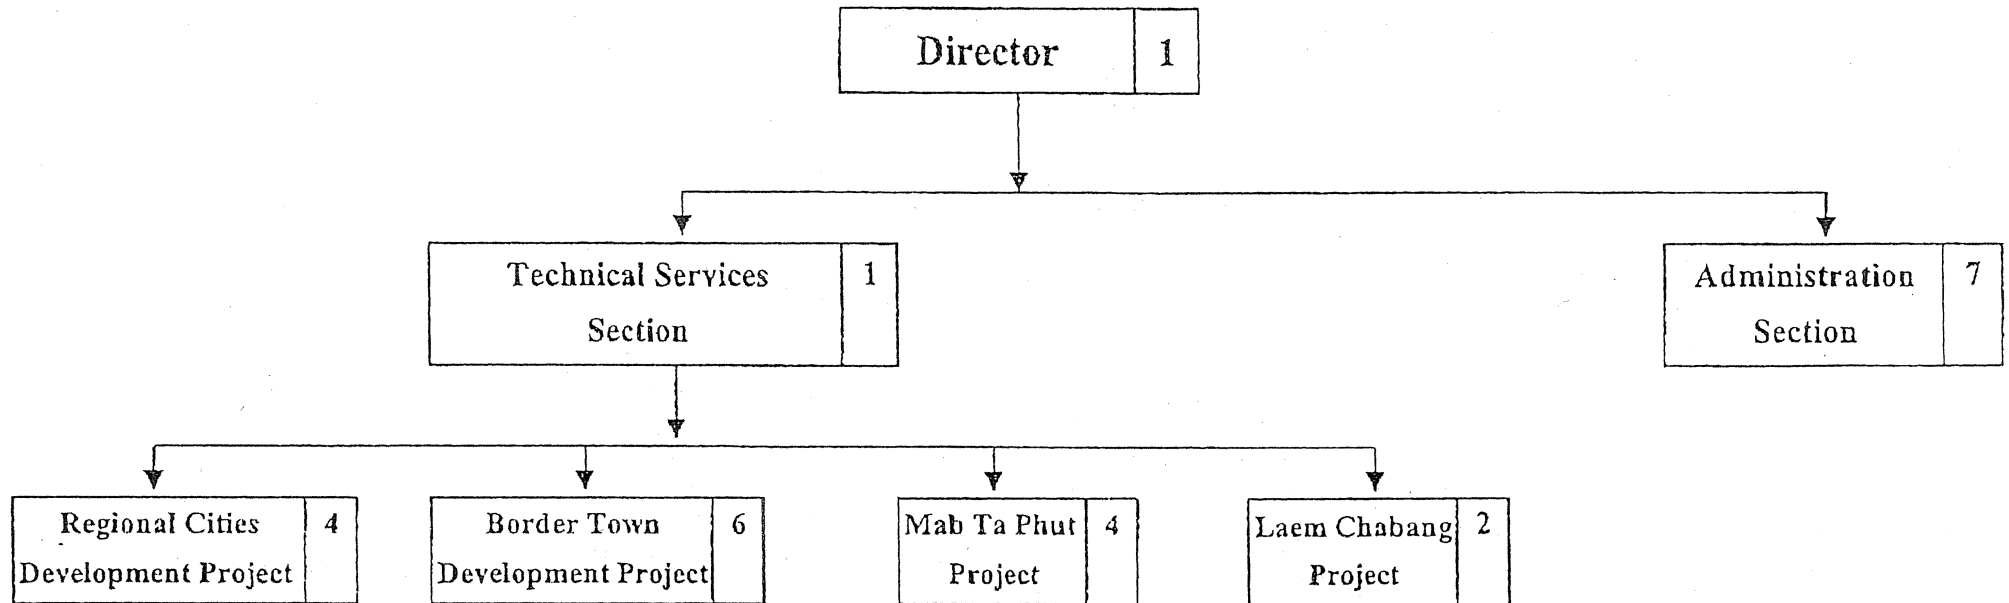 Director 1
Technical Services 1
Section
Administration 7
Section
Regional Cities 4
Development Project
Border Town 6
Development Project
Mab Ta Phut 4
Project
Laem Chabang 2
Project